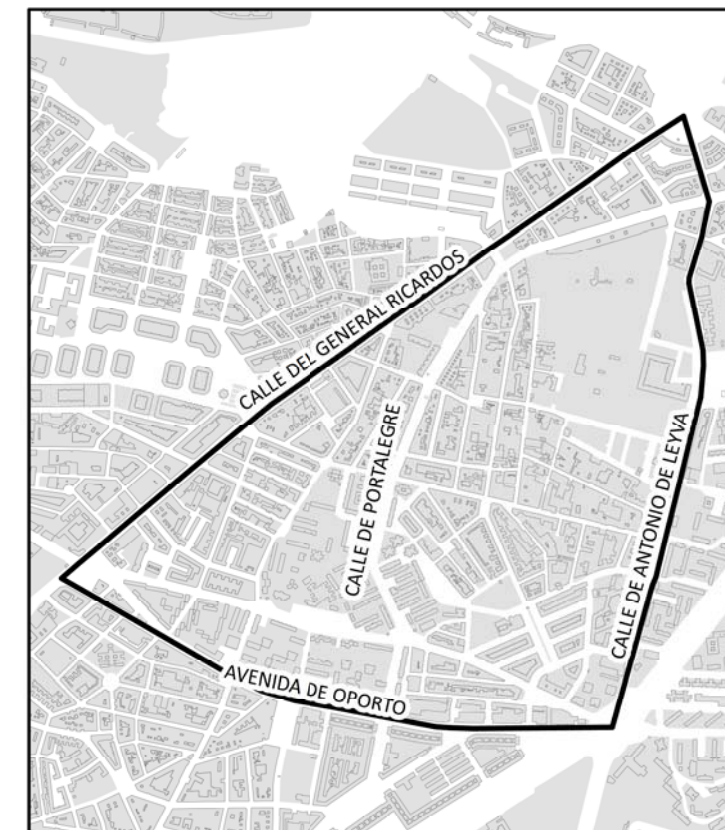 CALLE DEL GENERAL RICARDOS
CALLE DE PORTALEGRE
CALLE DE ANTONIO DE LEYVA
AVENIDA DE OPORTO